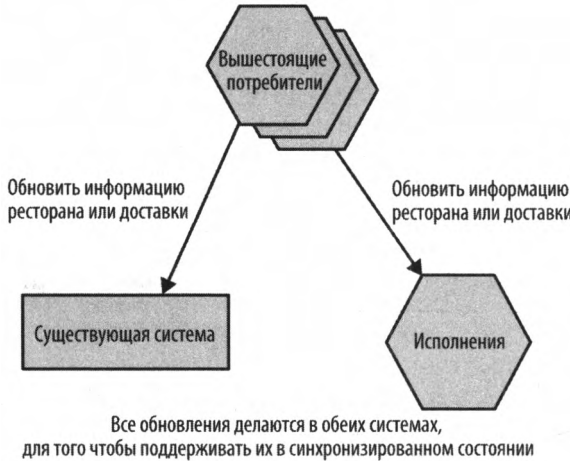 Вышестоящие
потребители
Обновить информацию
ресторана или доставки
Обновить информацию
ресторана или доставки
Существующая система
Исполнения
Все обновления делаются в обеих системах,
для того чтобы поддерживать их в синхронизированном состоянии